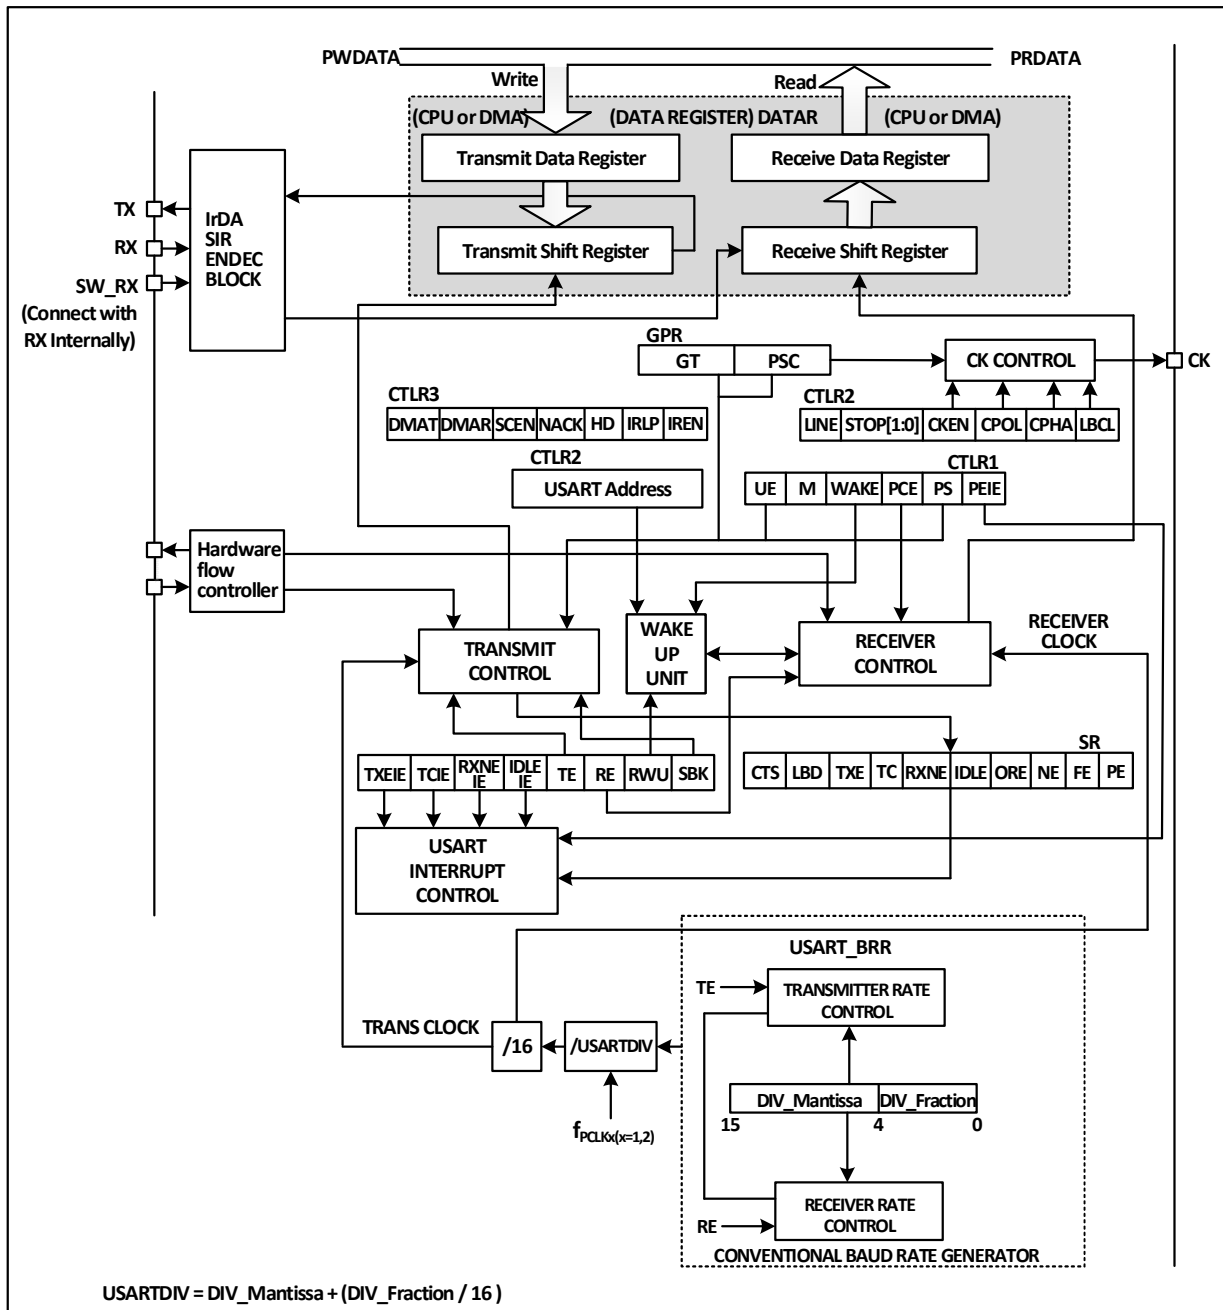 PWDATA
PRDATA
Write
Read
(CPU or DMA)
(DATA REGISTER) DATAR
(CPU or DMA)
Transmit Data Register
Receive Data Register
TX
RX
SW_RX
(Connect with
RX Internally)
IrDA
SIR
ENDEC
BLOCK
Transmit Shift Register
Receive Shift Register
GPR
GT
PSC
CK CONTROL
CK
CTLR3
DMAT
DMAR
SCEN
NACK
HD
IRLP
IREN
CTLR2
LINE
STOP[1:0]
CKEN
CPOL
CPHA
LBCL
CTLR2
USART Address
CTLR1
UE
M
WAKE
PCE
PS
PEIE
Hardware
flow
controller
TRANSMIT
CONTROL
WAKE
UP
UNIT
RECEIVER
CONTROL
RECEIVER
CLOCK
TXEIE
TCIE
RXNE
IE
IDLE
IE
TE
RE
RWU
SBK
SR
CTS
LBD
TXE
TC
RXNE
IDLE
ORE
NE
FE
PE
USART
INTERRUPT
CONTROL
USART_BRR
TE
TRANSMITTER RATE
CONTROL
TRANS CLOCK
/16
/USARTDIV
fPCLKx(x=1,2)
DIV_Mantissa
DIV_Fraction
15
4
0
RE
RECEIVER RATE
CONTROL
CONVENTIONAL BAUD RATE GENERATOR
USARTDIV = DIV_Mantissa + (DIV_Fraction / 16 )